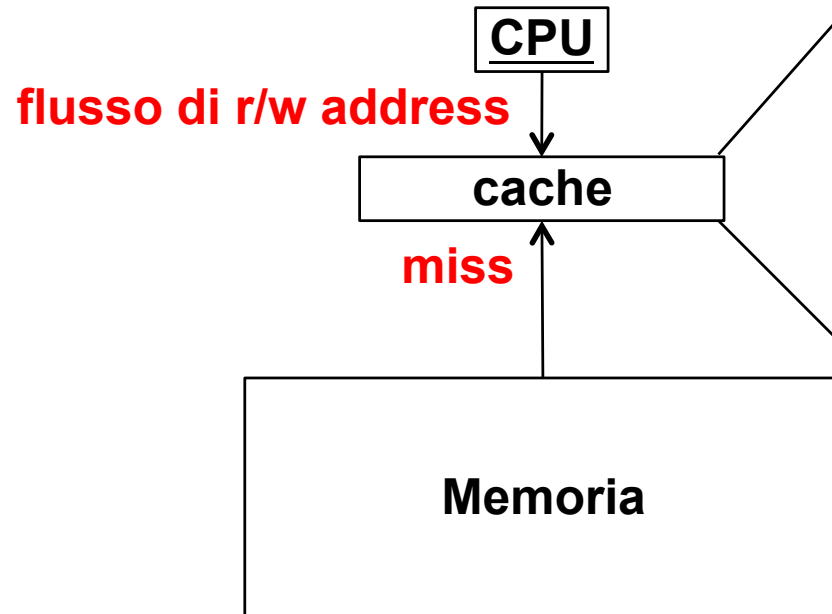 CPU
flusso di r/w address
cache
miss
Memoria